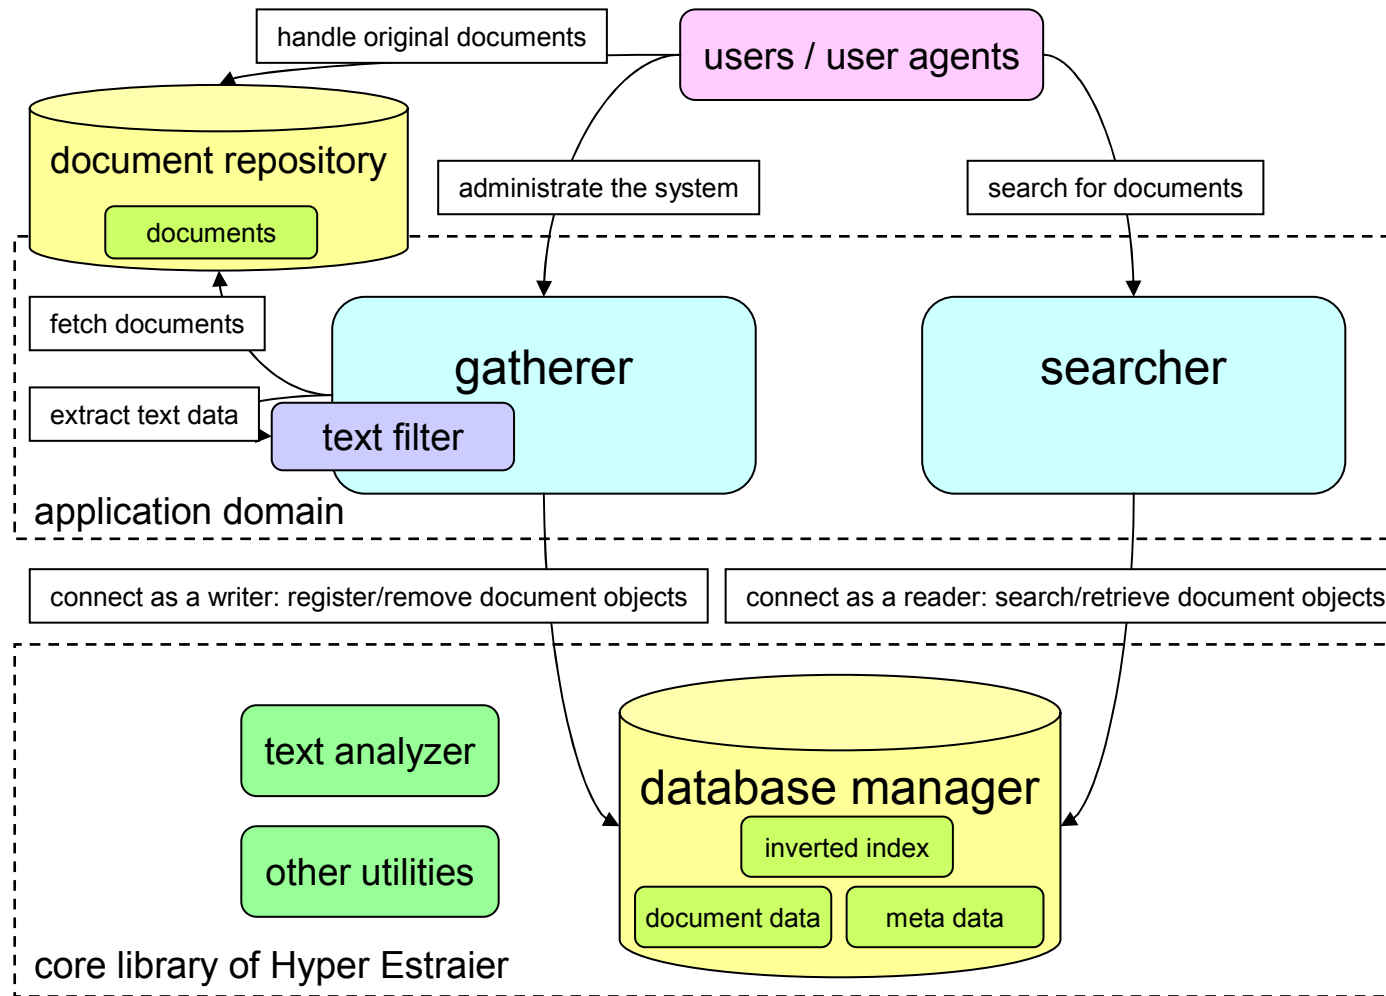 handle original documents
users / user agents
document repository
administrate the system
search for documents
documents
fetch documents
gatherer
searcher
extract text data
text filter
application domain
connect as a writer: register/remove document objects
connect as a reader: search/retrieve document objects
text analyzer
database manager
inverted index
other utilities
document data
meta data
core library of Hyper Estraier